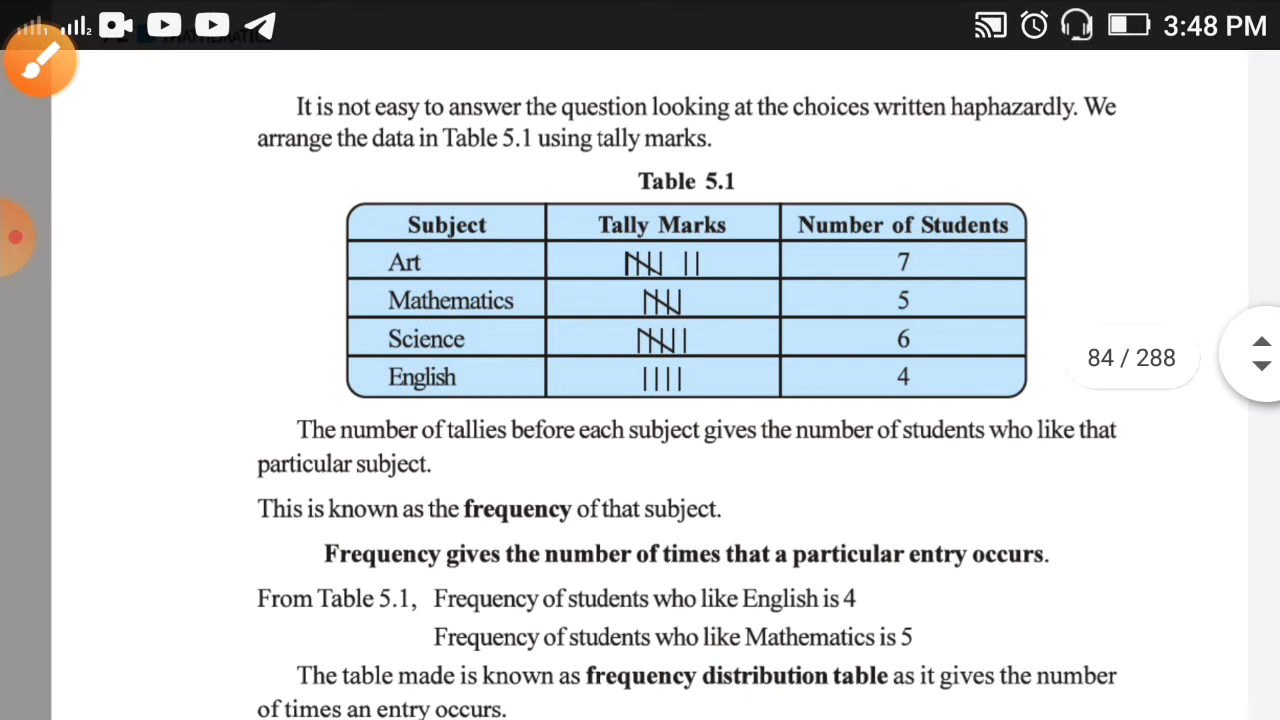 3:48 PM
It is not easy to answer the question looking at the choices written haphazardly. We
arrange the data in Table 5.1 using tally marks.
Table 5.1
Subject Tally Marks Number of Students
Art 7
Mathematics 5
Science 6
English 4
84 / 288
The number of tallies before each subject gives the number of students who like that
particular subject.
This is known as the frequency of that subject.
Frequency gives the number of times that a particular entry occurs.
From Table 5.1, Frequency of students who like English is 4
Frequency of students who like Mathematics is 5
The table made is known as frequency distribution table as it gives the number
of times an entry occurs.